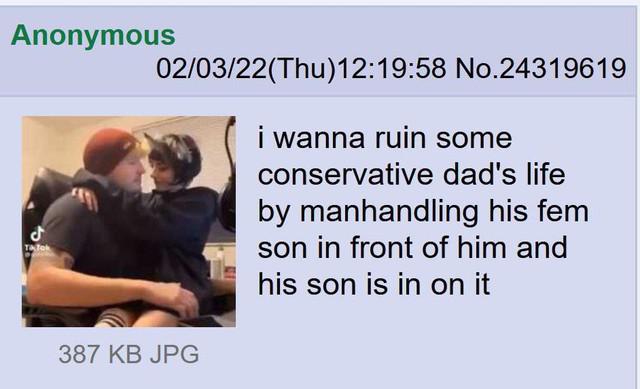 Anonymous
02/03/22(Thu)12:19:58 No.24319619
i wanna ruin some
conservative dad's life
by manhandling his fem
son in front of him and
his son is in on it
TikTok
387 KB JPG